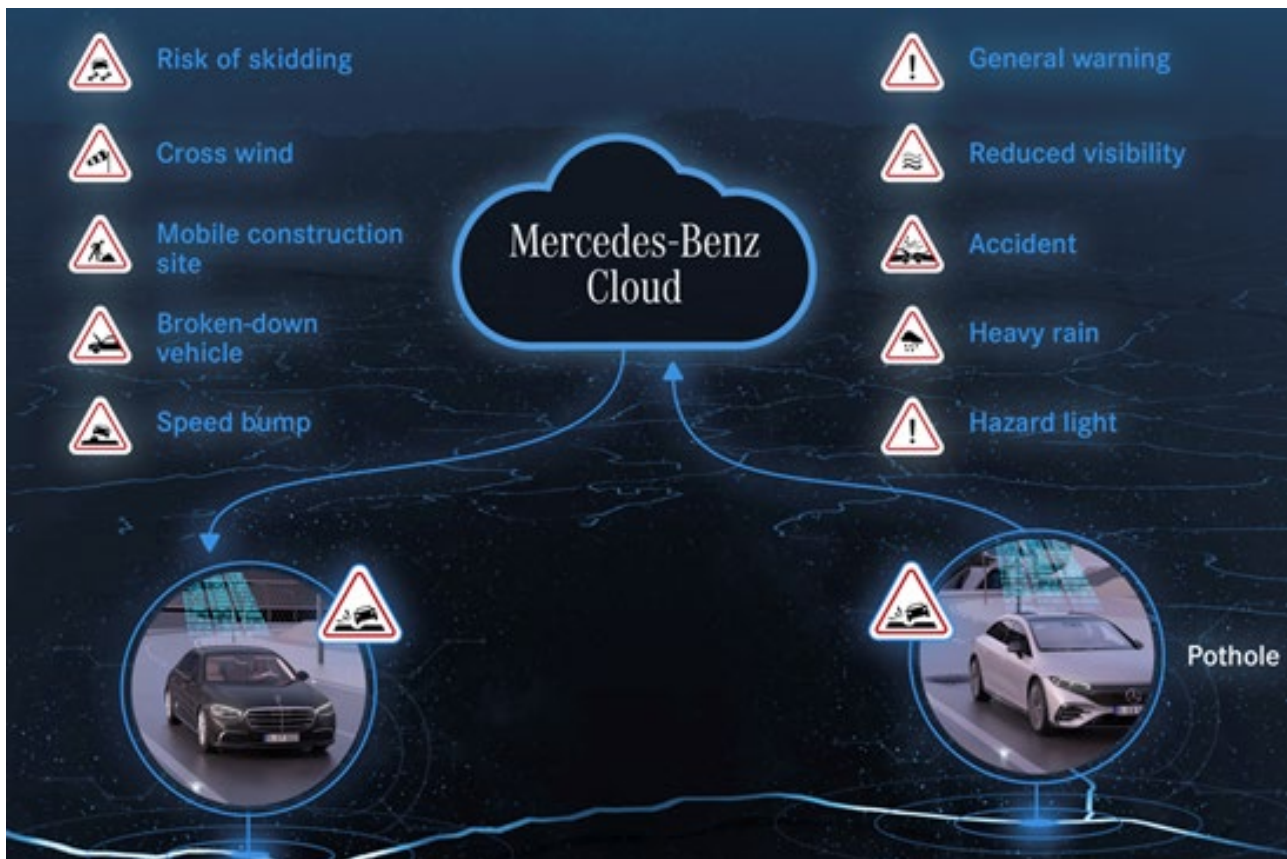 Risk of skidding
Cross wind
Mobile construction
site
Broken-down
vehicle
Speed bump
Mercedes-Benz
Cloud
General warning
Reduced visibility
Accident
Heavy rain
Hazard light
Pothole